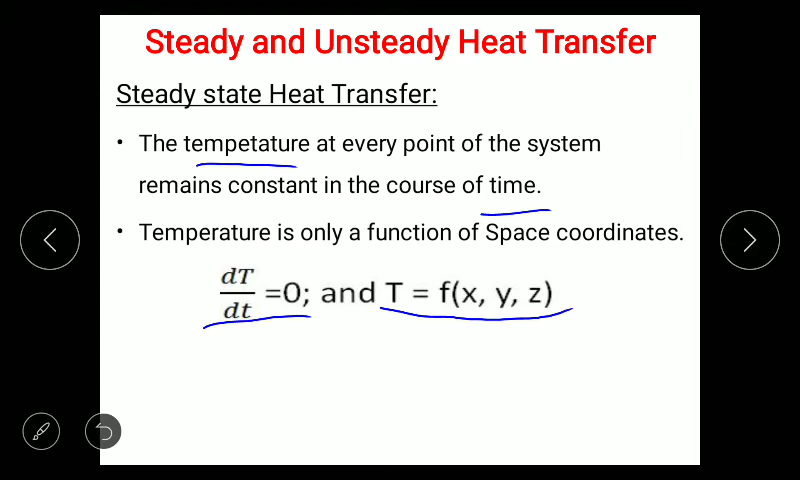 Steady and Unsteady Heat Transfer
Steady state Heat Transfer:
• The tempetature at every point of the system
remains constant in the course of time.
• Temperature is only a function of Space coordinates.
dT/dt =0; and T = f(x, y, z)